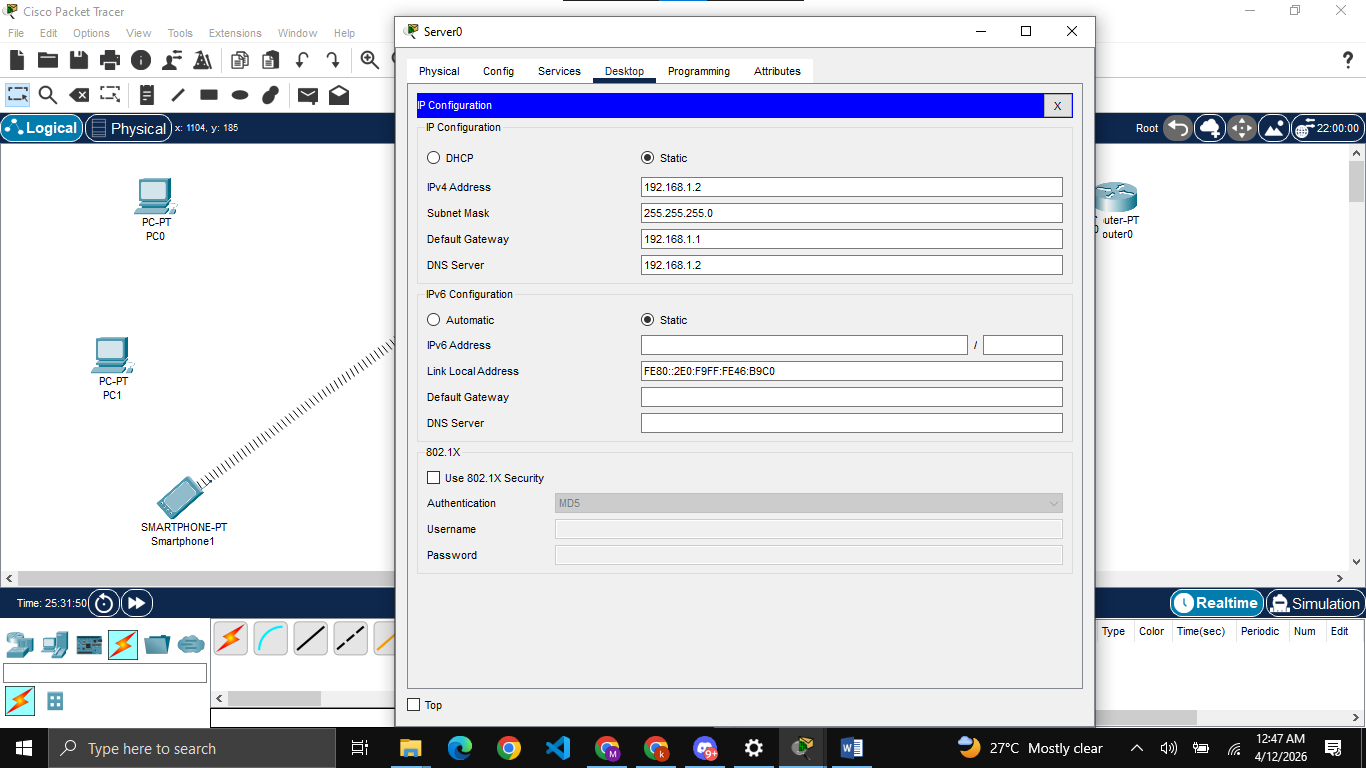 Cisco Packet Tracer
File Edit Options View Tools Extensions Window Help
Logical Physical x: 1104, y: 185
Root 22:00:00
PC-PT
PC0
PC-PT
PC1
SMARTPHONE-PT
Smartphone1
uter-PT
outer0
Server0
Physical Config Services Desktop Programming Attributes
IP Configuration X
IP Configuration
DHCP Static
IPv4 Address 192.168.1.2
Subnet Mask 255.255.255.0
Default Gateway 192.168.1.1
DNS Server 192.168.1.2
IPv6 Configuration
Automatic Static
IPv6 Address /
Link Local Address FE80::2E0:F9FF:FE46:B9C0
Default Gateway
DNS Server
802.1X
Use 802.1X Security
Authentication MD5
Username
Password
Top
Time: 25:31:50
Realtime Simulation
Type Color Time(sec) Periodic Num Edit
Type here to search
M k 9+
27°C Mostly clear
12:47 AM
4/12/2026